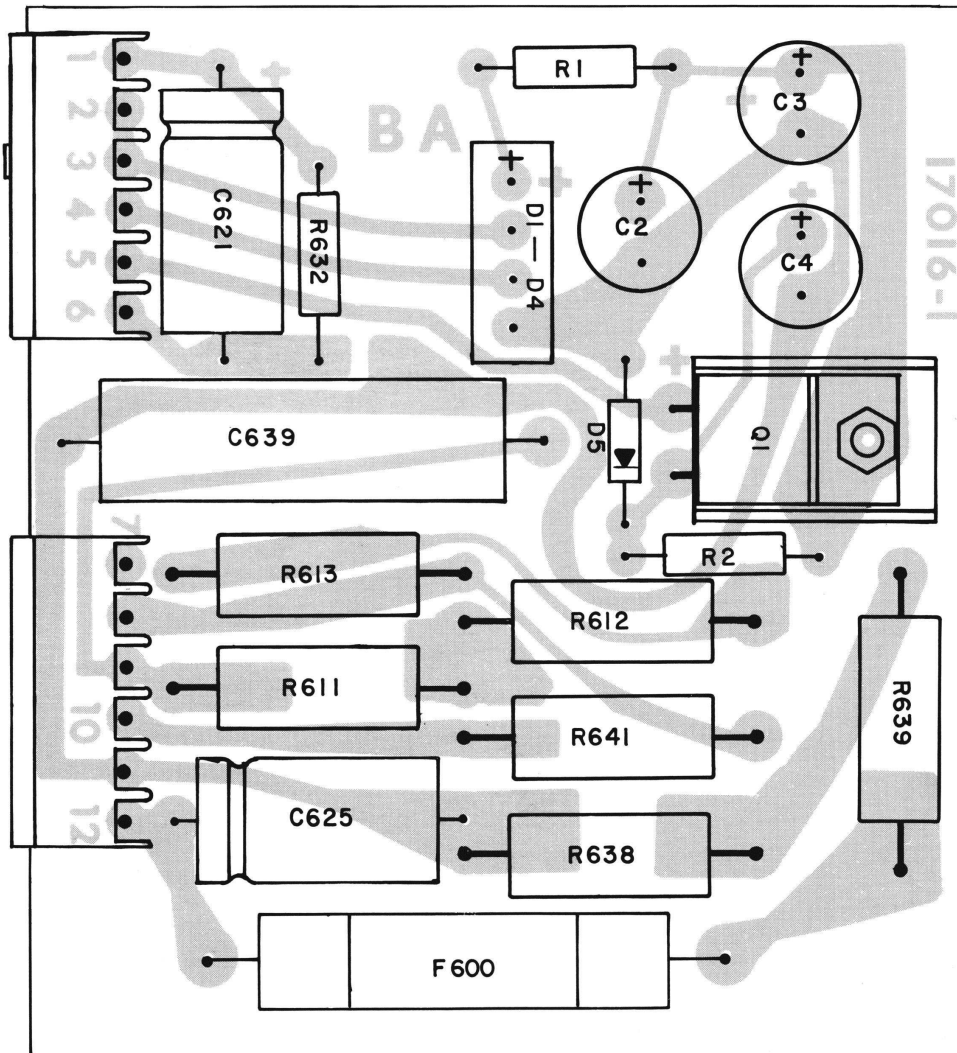 1
2
3
4
5
6
+
BA
R1
+
C3
+
17016-1
C621
R632
+
D1 — D4
+
+
C2
+
C4
+
C639
D5
Q1
R2
7
10
12
R613
R612
R611
R641
R639
C625
R638
F600